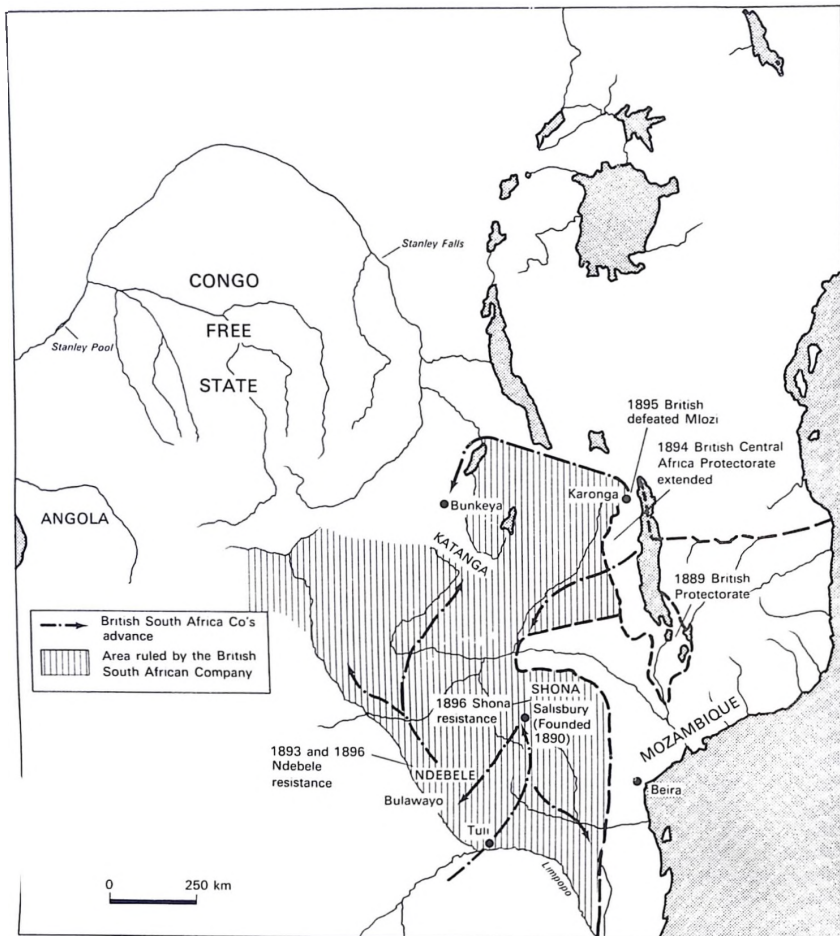 Stanley Falls
CONGO
FREE
STATE
Stanley Pool
1895 British
defeated Mlozi
1894 British Central
Africa Protectorate
extended
Karonga
Bunkeya
ANGOLA
KATANGA
1889 British
Protectorate
British South Africa Co's
advance
Area ruled by the British
South African Company
SHONA
1896 Shona
resistance
Salisbury
(Founded
1890)
MOZAMBIQUE
1893 and 1896
Ndebele
resistance
NDEBELE
Bulawayo
Beira
Tuli
Limpopo
0 250 km